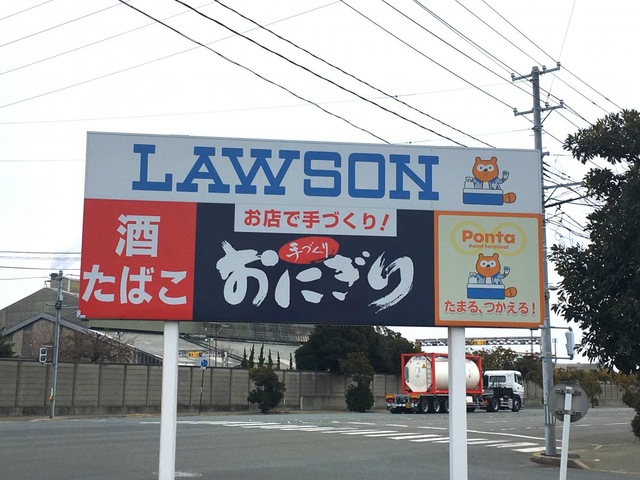 LAWSON
お店で手づくり!
酒
たばこ
手づくり
おにぎり
Ponta
Point terminal
たまる、つかえる!